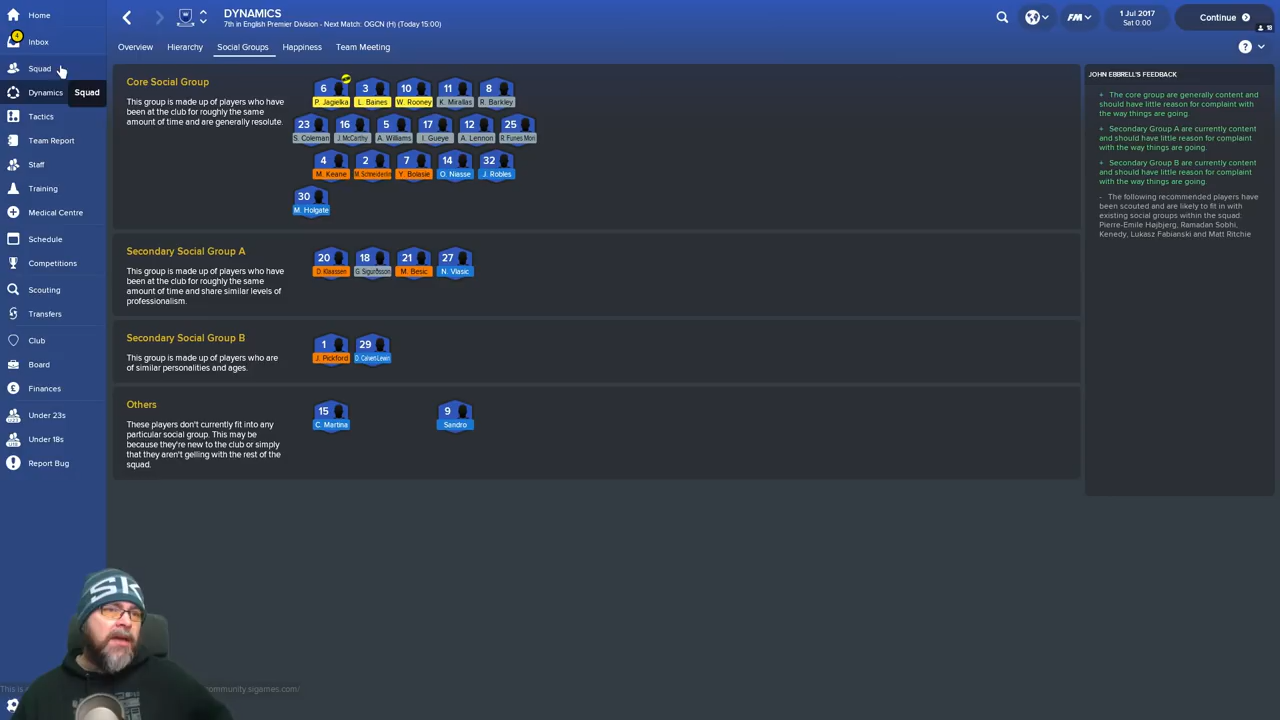 Home
DYNAMICS
7th in English Premier Division - Next Match: OGCN (H) (Today 15:00)
FM
1 Jul 2017
Sat 0:00
Continue
18
4
Inbox
Squad
Dynamics
Squad
Tactics
Team Report
Staff
Training
Medical Centre
Schedule
Competitions
Scouting
Transfers
Club
Board
Finances
Under 23s
Under 18s
Report Bug
Overview
Hierarchy
Social Groups
Happiness
Team Meeting
?
Core Social Group
This group is made up of players who have
been at the club for roughly the same
amount of time and are generally resolute.
6 3 10 11 8
P. Jagielka L. Baines W. Rooney K. Mirallas R. Barkley
23 16 5 17 12 25
S. Coleman J. McCarthy A. Williams I. Gueye A. Lennon R. Funes Mori
4 2 7 14 32
M. Keane M. Schneiderlin Y. Bolasie O. Niasse J. Robles
30
M. Holgate
Secondary Social Group A
This group is made up of players who have
been at the club for roughly the same
amount of time and share similar levels of
professionalism.
20 18 21 27
D. Klaassen G. Sigurðsson M. Besic N. Vlasic
Secondary Social Group B
This group is made up of players who are
of similar personalities and ages.
1 29
J. Pickford D. Calvert-Lewin
Others
These players don't currently fit into any
particular social group. This may be
because they're new to the club or simply
that they aren't gelling with the rest of the
squad.
15 9
C. Martina Sandro
JOHN EBBRELL'S FEEDBACK
+ The core group are generally content and
should have little reason for complaint with
the way things are going.
+ Secondary Group A are currently content
and should have little reason for complaint
with the way things are going.
+ Secondary Group B are currently content
and should have little reason for complaint
with the way things are going.
- The following recommended players have
been scouted and are likely to fit in with
existing social groups within the squad:
Pierre-Emile Højbjerg, Ramadan Sobhi,
Kenedy, Lukasz Fabianski and Matt Ritchie
SK
This is
community.sigames.com/